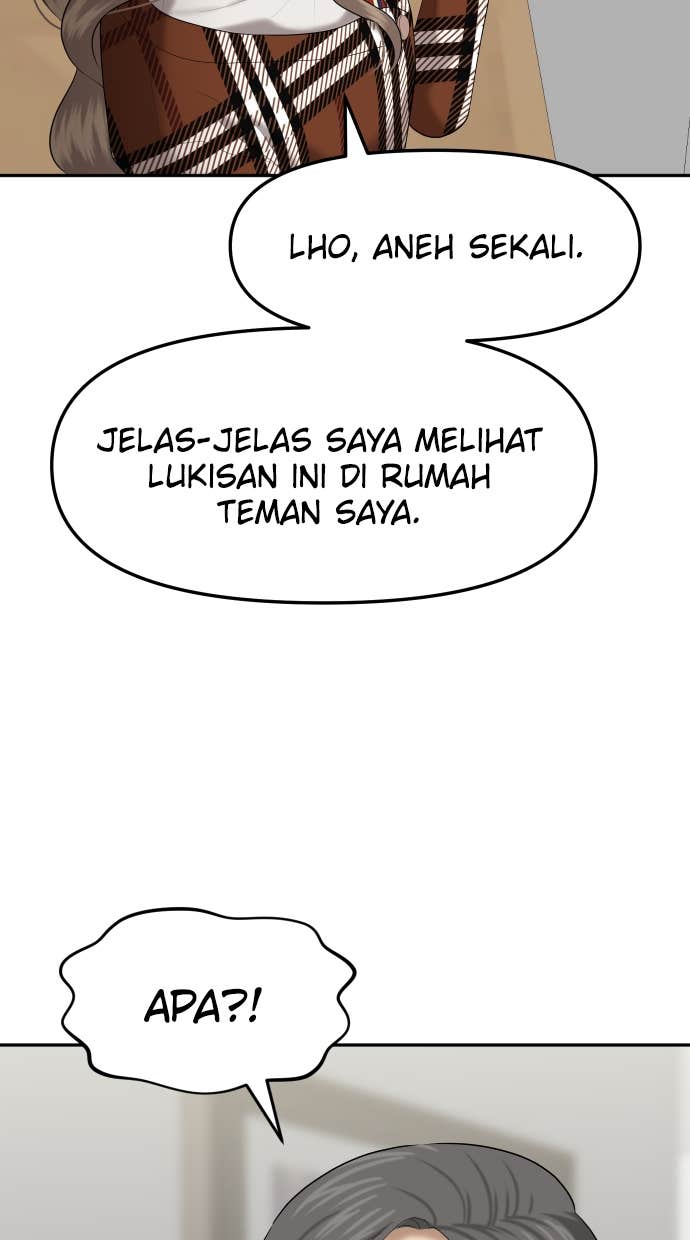 LHO, ANEH SEKALI.
JELAS-JELAS SAYA MELIHAT
LUKISAN INI DI RUMAH
TEMAN SAYA.
APA?!